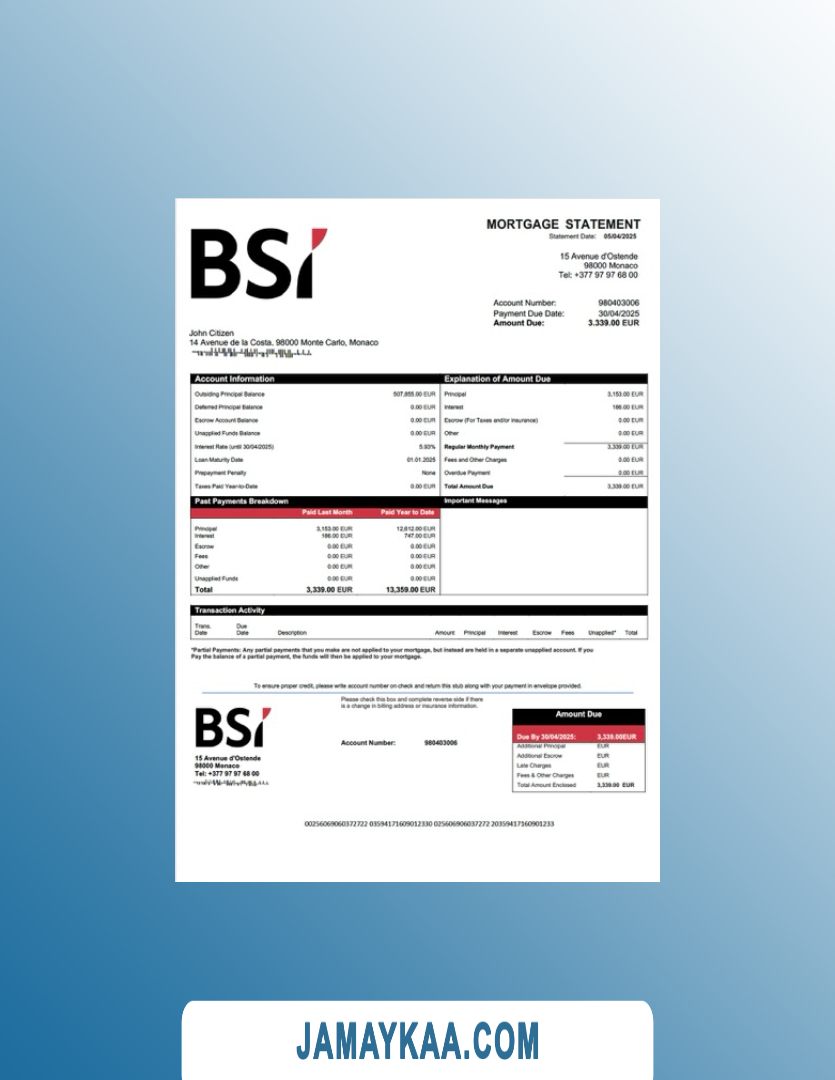 BSI
MORTGAGE STATEMENT
Statement Date: 05/04/2025
15 Avenue d'Ostende
98000 Monaco
Tel: +377 97 97 68 00
Account Number: 980403006
Payment Due Date: 30/04/2025
Amount Due: 3.339.00 EUR
John Citizen
14 Avenue de la Costa. 98000 Monte Carlo, Monaco
Account Information Explanation of Amount Due
Outsiding Principal Balance 507,855.00 EUR Principal 3,153.00 EUR
Deferred Principal Balance 0.00 EUR Interest 186.00 EUR
Escrow Account Balance 0.00 EUR Escrow (For Taxes and/or insurance) 0.00 EUR
Unapplied Funds Balance 0.00 EUR Other 0.00 EUR
Interest Rate (until 30/04/2025) 5.93% Regular Monthly Payment 3,339.00 EUR
Loan Maturity Date 01.01.2025 Fees and Other Charges 0.00 EUR
Prepayment Penalty None Overdue Payment 0.00 EUR
Taxes Paid Year-to-Date 0.00 EUR Total Amount Due 3,339.00 EUR
Past Payments Breakdown Important Messages
Paid Last Month Paid Year to Date
Principal 3,153.00 EUR 12,612.00 EUR
Interest 186.00 EUR 747.00 EUR
Escrow 0.00 EUR 0.00 EUR
Fees 0.00 EUR 0.00 EUR
Other 0.00 EUR 0.00 EUR
Unapplied Funds 0.00 EUR 0.00 EUR
Total 3,339.00 EUR 13,359.00 EUR
Transaction Activity
Trans. Due
Date Date Description Amount Principal Interest Escrow Fees Unapplied* Total
*Partial Payments: Any partial payments that you make are not applied to your mortgage, but instead are held in a separate unapplied account. If you
Pay the balance of a partial payment, the funds will then be applied to your mortgage.
To ensure proper credit, please write account number on check and return this stub along with your payment in envelope provided.
Please check this box and complete reverse side if there
is a change in billing address or insurance information.
BSI
15 Avenue d'Ostende
98000 Monaco
Tel: +377 97 97 68 00
Account Number: 980403006
Amount Due
Due By 30/04/2025: 3,339.00EUR
Additional Principal EUR
Additional Escrow EUR
Late Charges EUR
Fees & Other Charges EUR
Total Amount Enclosed 3,339.00 EUR
00256069060372722 03594171609012330 025606906037272 20359417160901233
JAMAYKAA.COM